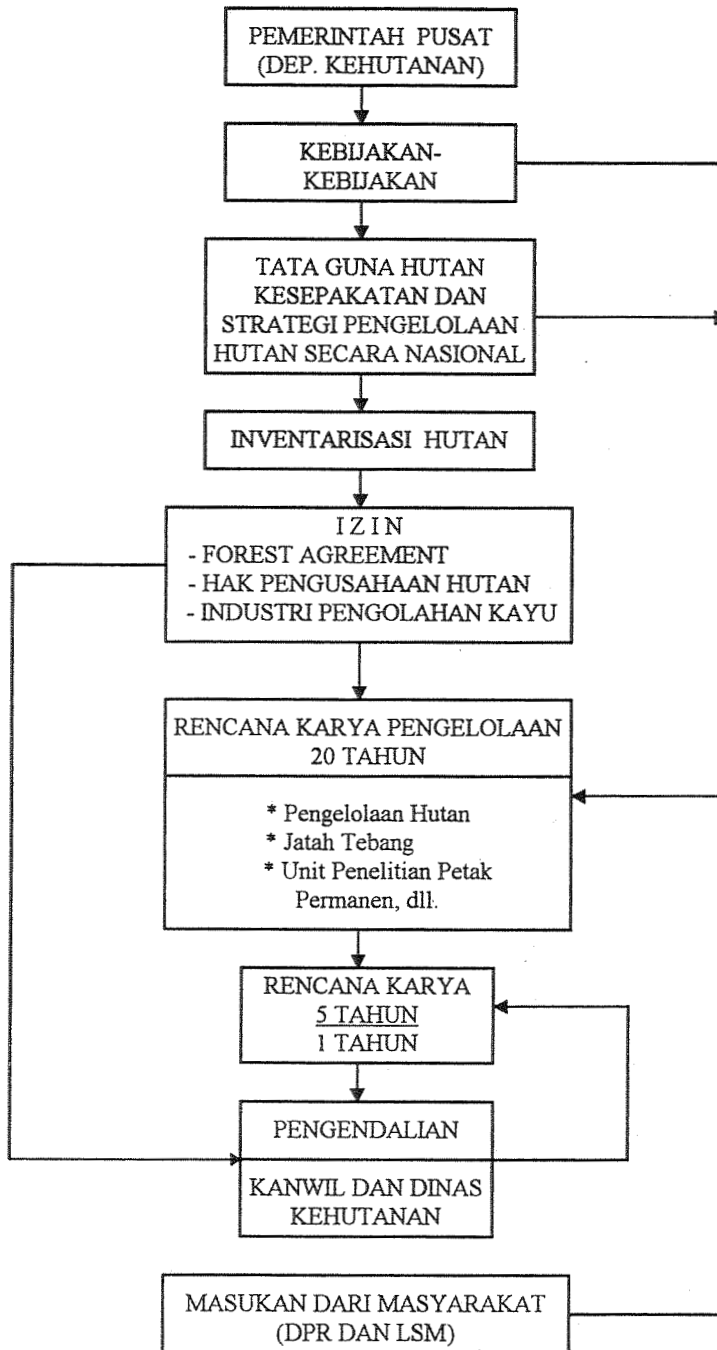 PEMERINTAH PUSAT
(DEP. KEHUTANAN)
KEBIJAKAN-
KEBIJAKAN
TATA GUNA HUTAN
KESEPAKATAN DAN
STRATEGI PENGELOLAAN
HUTAN SECARA NASIONAL
INVENTARISASI HUTAN
I Z I N
- FOREST AGREEMENT
- HAK PENGUSAHAAN HUTAN
- INDUSTRI PENGOLAHAN KAYU
RENCANA KARYA PENGELOLAAN
20 TAHUN
* Pengelolaan Hutan
* Jatah Tebang
* Unit Penelitian Petak
Permanen, dll.
RENCANA KARYA
5 TAHUN
1 TAHUN
PENGENDALIAN
KANWIL DAN DINAS
KEHUTANAN
MASUKAN DARI MASYARAKAT
(DPR DAN LSM)